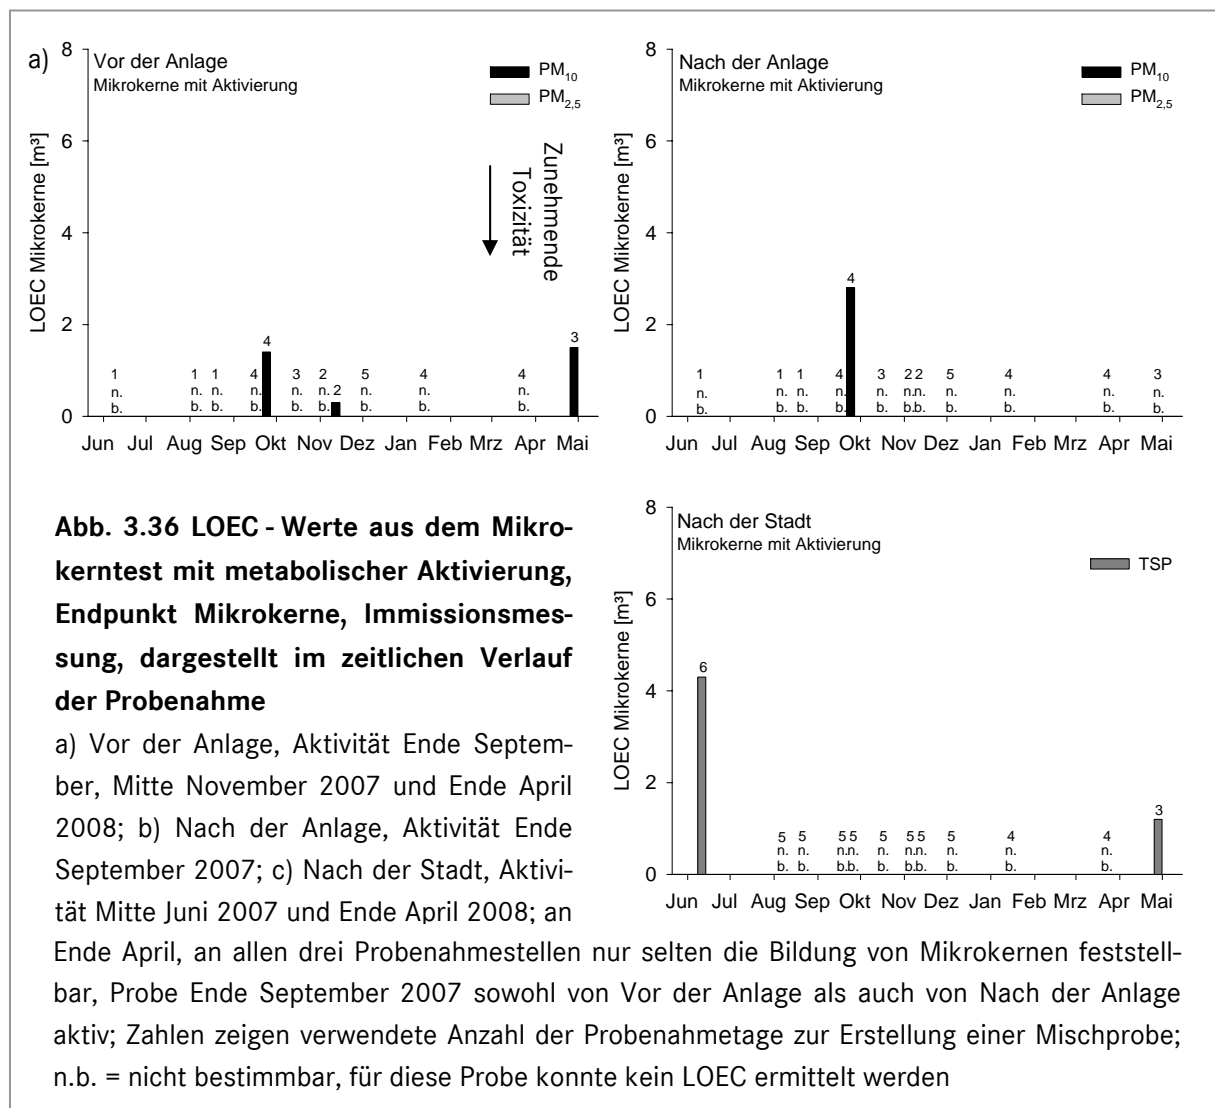 a)
Vor der Anlage
Mikrokerne mit Aktivierung
PM10
PM2,5
Zunehmende
Toxizität
LOEC Mikrokerne [m³]
8
6
4
2
0
1 1 1 4 4 3 2 2 5 4 4 3
n. n. n. n. n. n. n. n. n.
b. b. b. b. b. b. b. b. b.
Jun Jul Aug Sep Okt Nov Dez Jan Feb Mrz Apr Mai
Nach der Anlage
Mikrokerne mit Aktivierung
PM10
PM2,5
LOEC Mikrokerne [m³]
8
6
4
2
0
1 1 1 4 4 3 2 2 5 4 4 3
n. n. n. n. n. n. n. n. n. n. n.
b. b. b. b. b. b. b. b. b. b. b.
Jun Jul Aug Sep Okt Nov Dez Jan Feb Mrz Apr Mai
Nach der Stadt
Mikrokerne mit Aktivierung
TSP
LOEC Mikrokerne [m³]
8
6
4
2
0
6 5 5 5 5 5 5 5 5 4 4 3
n. n. n. n. n. n. n. n. n. n.
b. b. b. b. b. b. b. b. b. b.
Jun Jul Aug Sep Okt Nov Dez Jan Feb Mrz Apr Mai
Abb. 3.36 LOEC - Werte aus dem Mikro-
kerntest mit metabolischer Aktivierung,
Endpunkt Mikrokerne, Immissionsmes-
sung, dargestellt im zeitlichen Verlauf
der Probenahme
a) Vor der Anlage, Aktivität Ende Septem-
ber, Mitte November 2007 und Ende April
2008; b) Nach der Anlage, Aktivität Ende
September 2007; c) Nach der Stadt, Aktivi-
tät Mitte Juni 2007 und Ende April 2008; an
Ende April, an allen drei Probenahmestellen nur selten die Bildung von Mikrokernen feststell-
bar, Probe Ende September 2007 sowohl von Vor der Anlage als auch von Nach der Anlage
aktiv; Zahlen zeigen verwendete Anzahl der Probenahmetage zur Erstellung einer Mischprobe;
n.b. = nicht bestimmbar, für diese Probe konnte kein LOEC ermittelt werden